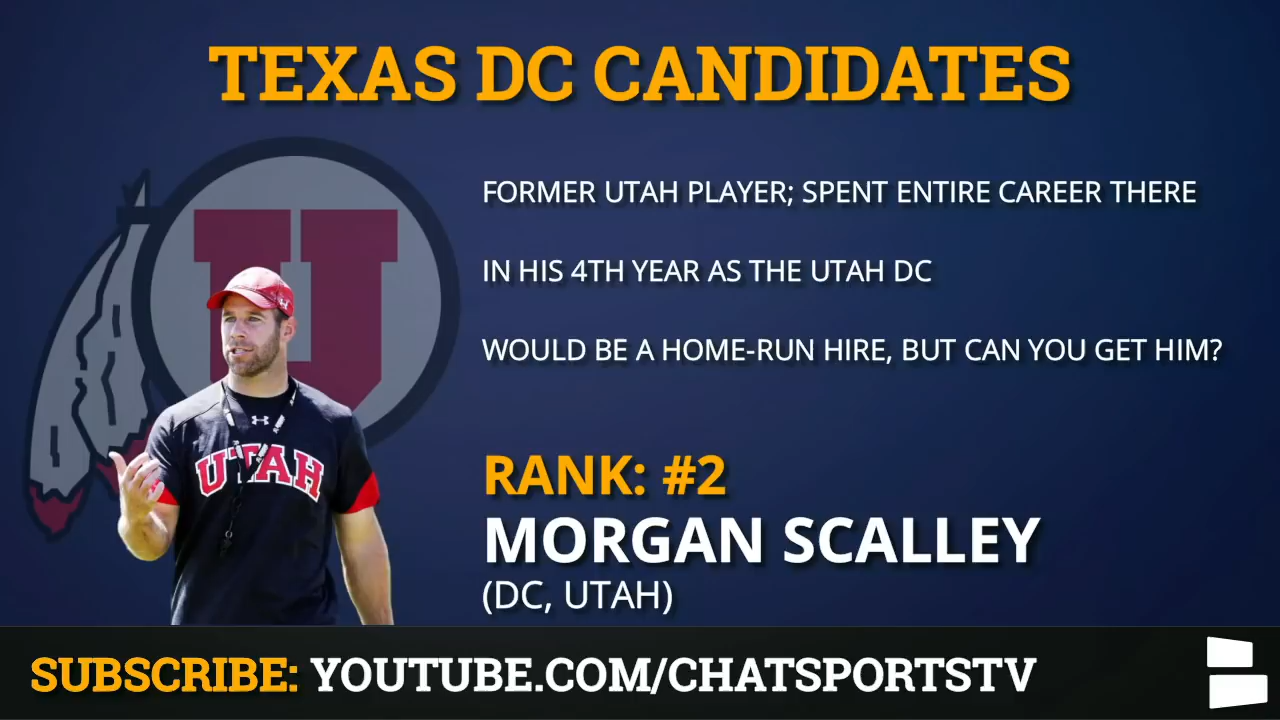 TEXAS DC CANDIDATES
FORMER UTAH PLAYER; SPENT ENTIRE CAREER THERE
IN HIS 4TH YEAR AS THE UTAH DC
WOULD BE A HOME-RUN HIRE, BUT CAN YOU GET HIM?
U
UTAH
RANK: #2
MORGAN SCALLEY
(DC, UTAH)
SUBSCRIBE: YOUTUBE.COM/CHATSPORTSTV